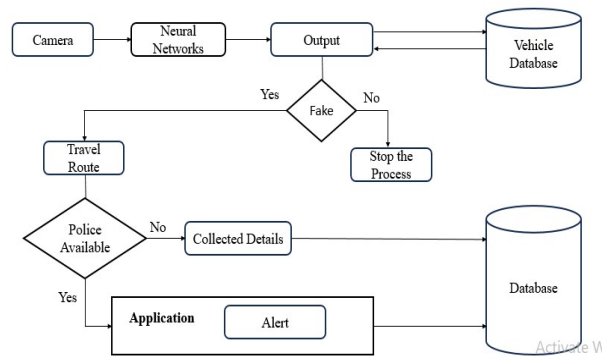 Camera
Neural
Networks
Output
Vehicle
Database
Yes
Fake
No
Travel
Route
Stop the
Process
Police
Available
No
Collected Details
Database
Yes
Application
Alert
Activate W